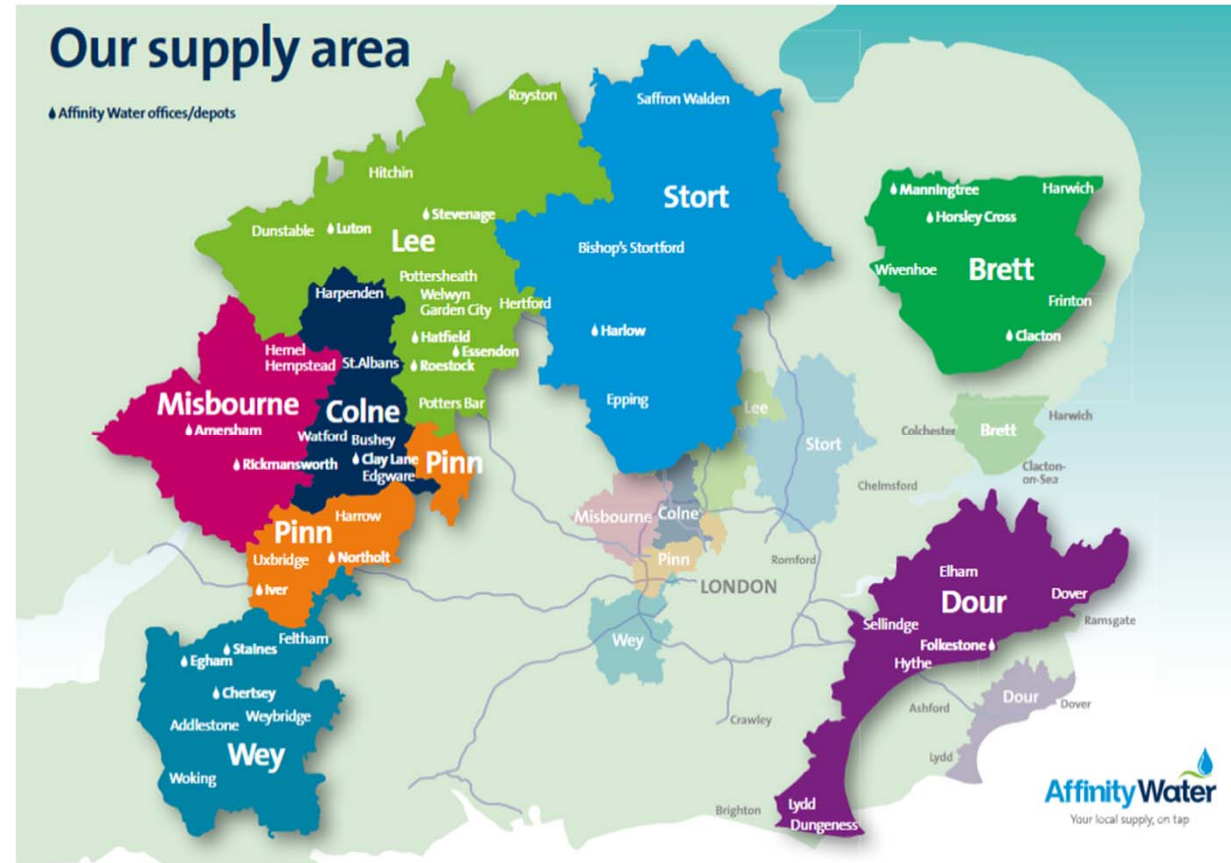 Our supply area
Affinity Water offices/depots
Royston
Saffron Walden
Hitchin
Stort
Manningtree
Harwich
Horsley Cross
Stevenage
Dunstable
Luton
Lee
Bishop's Stortford
Wivenhoe
Brett
Pottersheath
Harpenden
Welwyn
Garden City
Hertford
Frinton
Harlow
Hatfield
Clacton
Hemel
Hempstead
St.Albans
Essendon
Roestock
Misbourne
Colne
Potters Bar
Epping
Lee
Amersham
Watford
Bushey
Harwich
Colchester
Brett
Stort
Rickmansworth
Clay Lane
Edgware
Pinn
Clacton-
on-Sea
Chelmsford
Misbourne
Colne
Pinn
Harrow
Uxbridge
Northolt
Pinn
Romford
Elham
Iver
LONDON
Dour
Dover
Ramsgate
Sellindge
Feltham
Wey
Staines
Egham
Folkestone
Hythe
Chertsey
Addlestone
Weybridge
Crawley
Ashford
Dour
Dover
Wey
Woking
Lydd
Brighton
Lydd
Dungeness
AffinityWater
Your local supply, on tap